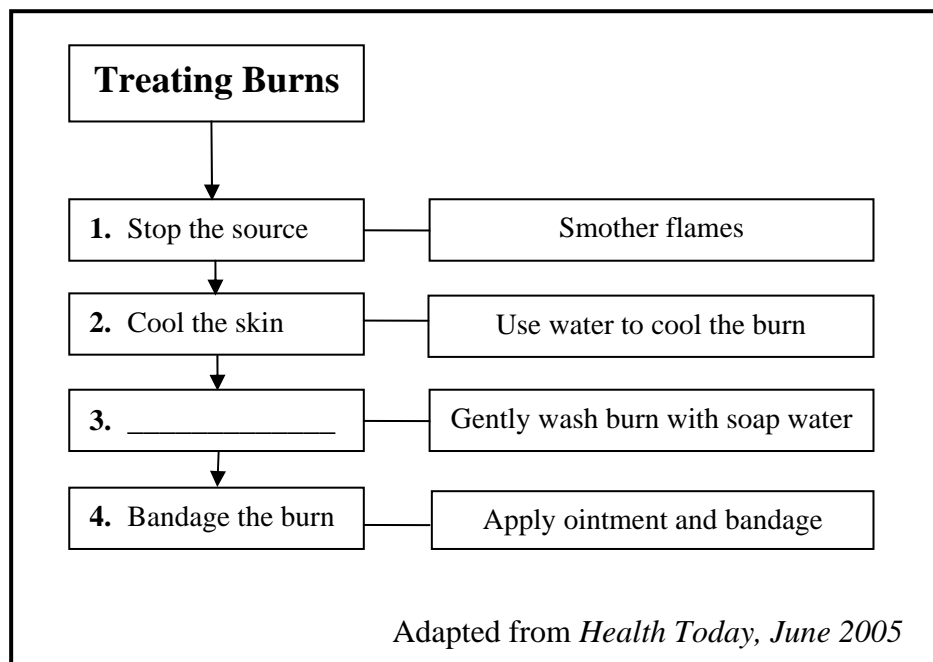 Treating Burns
1. Stop the source
Smother flames
2. Cool the skin
Use water to cool the burn
3. ______________
Gently wash burn with soap water
4. Bandage the burn
Apply ointment and bandage
Adapted from Health Today, June 2005